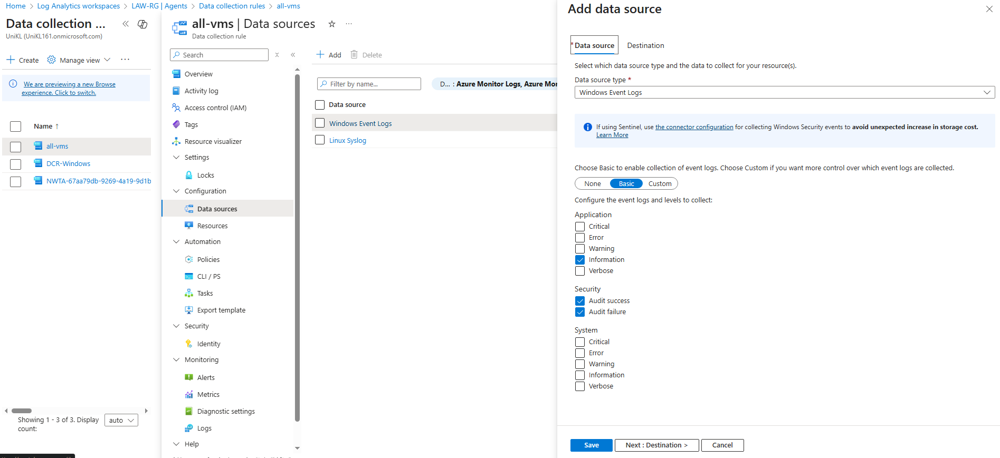 Home > Log Analytics workspaces > LAW-RG | Agents > Data collection rules > all-vms
Data collection ...
UniKL (UniKL161.onmicrosoft.com)
Create Manage view ...
We are previewing a new Browse
experience. Click to switch.
Name ↑
all-vms
DCR-Windows
NWTA-67aa79db-9269-4a19-9d1b
Showing 1 - 3 of 3. Display
count:
auto
all-vms | Data sources ...
Data collection rule
Search
Overview
Activity log
Access control (IAM)
Tags
Resource visualizer
Settings
Locks
Configuration
Data sources
Resources
Automation
Policies
CLI / PS
Tasks
Export template
Security
Identity
Monitoring
Alerts
Metrics
Diagnostic settings
Logs
Help
Add Delete
Filter by name...
D... : Azure Monitor Logs, Azure Mon
Data source
Windows Event Logs
Linux Syslog
Add data source
* Data source
Destination
Select which data source type and the data to collect for your resource(s).
Data source type *
Windows Event Logs
If using Sentinel, use the connector configuration for collecting Windows Security events to avoid unexpected increase in storage cost.
Learn More
Choose Basic to enable collection of event logs. Choose Custom if you want more control over which event logs are collected.
None Basic Custom
Configure the event logs and levels to collect:
Application
Critical
Error
Warning
Information
Verbose
Security
Audit success
Audit failure
System
Critical
Error
Warning
Information
Verbose
Save
Next : Destination >
Cancel